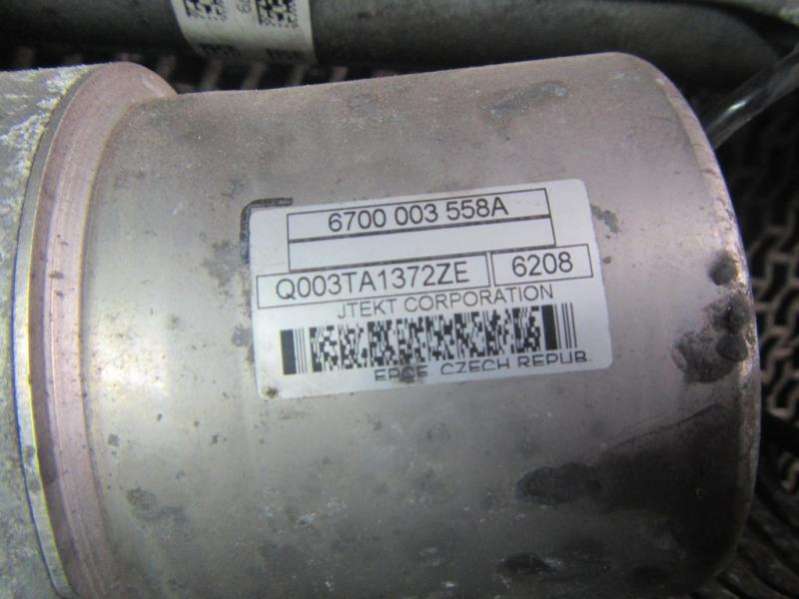 6700 003 558A
Q003TA1372ZE 6208
JTEKT CORPORATION
CZECH REPUB.